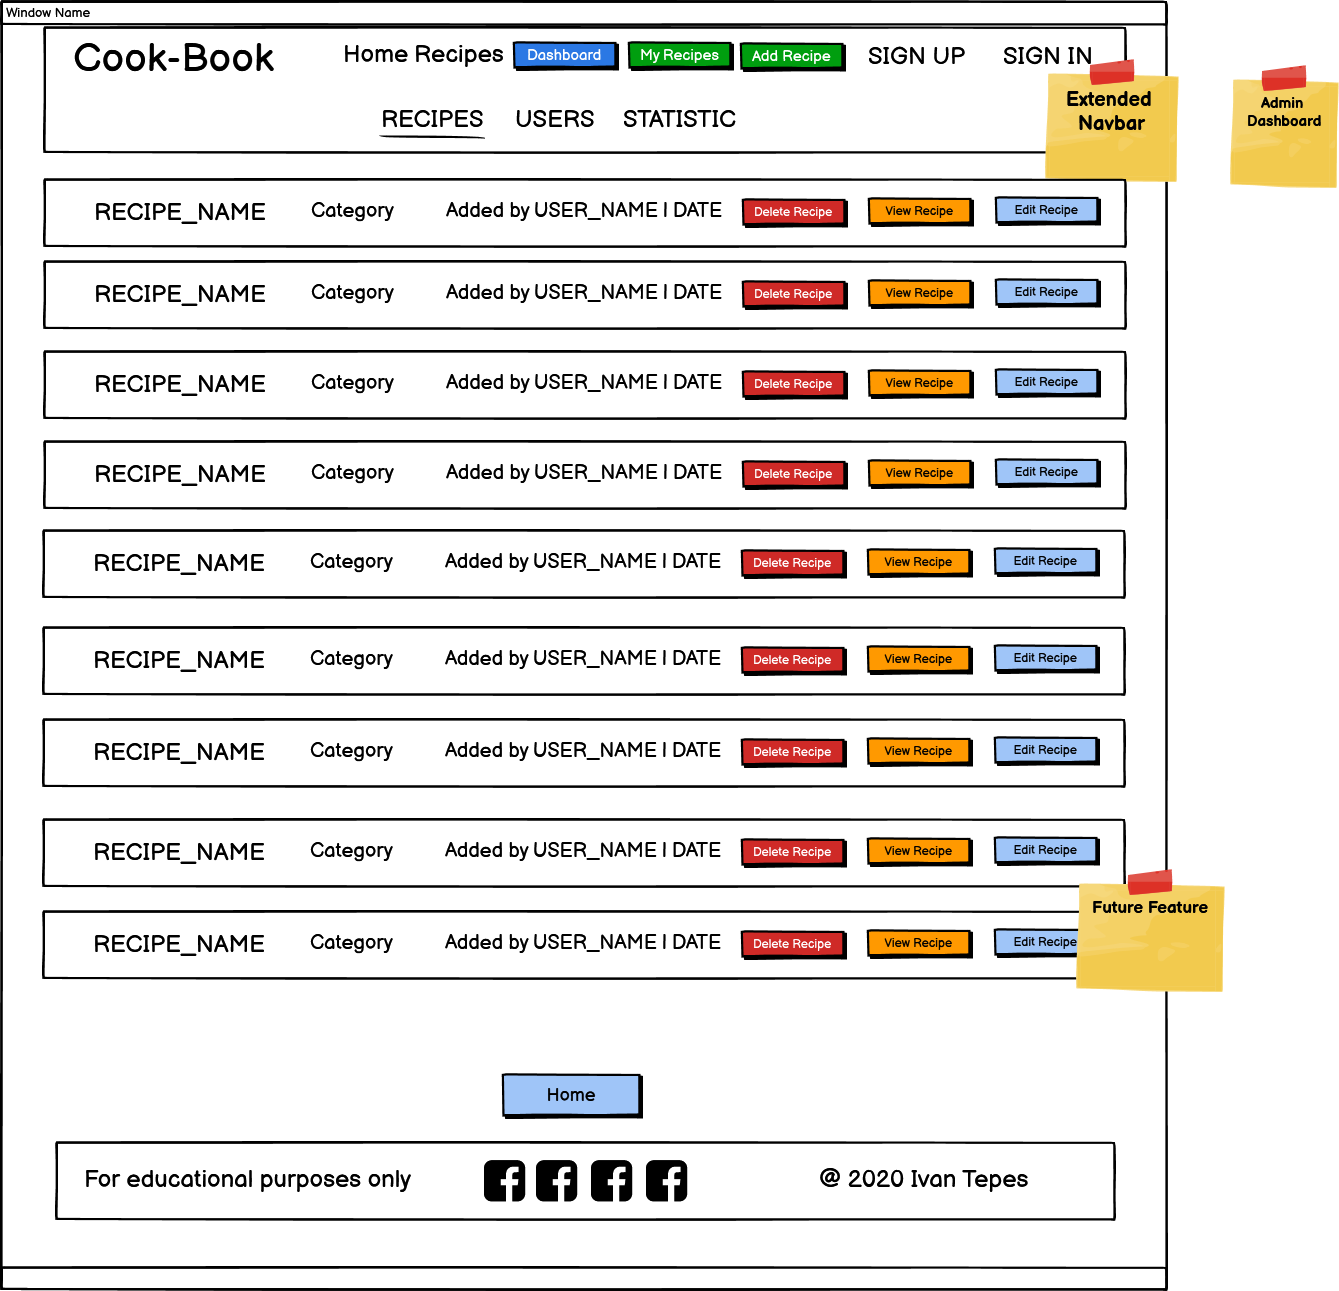 Window Name
Cook-Book
Home Recipes Dashboard My Recipes Add Recipe SIGN UP SIGN IN
Extended
Navbar
Admin
Dashboard
RECIPES USERS STATISTIC
RECIPE_NAME Category Added by USER_NAME | DATE Delete Recipe View Recipe Edit Recipe
RECIPE_NAME Category Added by USER_NAME | DATE Delete Recipe View Recipe Edit Recipe
RECIPE_NAME Category Added by USER_NAME | DATE Delete Recipe View Recipe Edit Recipe
RECIPE_NAME Category Added by USER_NAME | DATE Delete Recipe View Recipe Edit Recipe
RECIPE_NAME Category Added by USER_NAME | DATE Delete Recipe View Recipe Edit Recipe
RECIPE_NAME Category Added by USER_NAME | DATE Delete Recipe View Recipe Edit Recipe
RECIPE_NAME Category Added by USER_NAME | DATE Delete Recipe View Recipe Edit Recipe
RECIPE_NAME Category Added by USER_NAME | DATE Delete Recipe View Recipe Edit Recipe
Future Feature
RECIPE_NAME Category Added by USER_NAME | DATE Delete Recipe View Recipe Edit Recipe
Home
For educational purposes only
@ 2020 Ivan Tepes